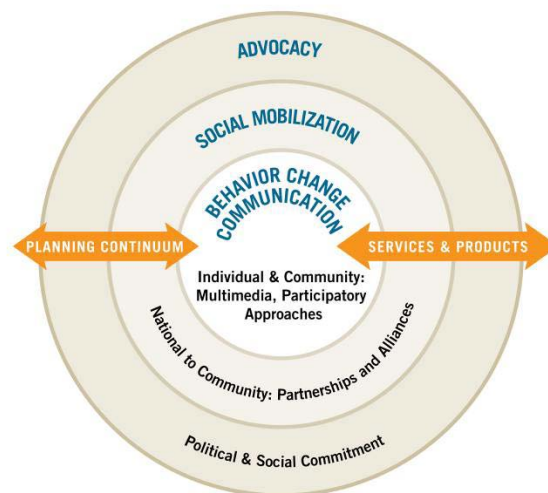 ADVOCACY
SOCIAL MOBILIZATION
BEHAVIOR CHANGE
COMMUNICATION
PLANNING CONTINUUM
SERVICES & PRODUCTS
Individual & Community:
Multimedia, Participatory
Approaches
National to Community: Partnerships and Alliances
Political & Social Commitment